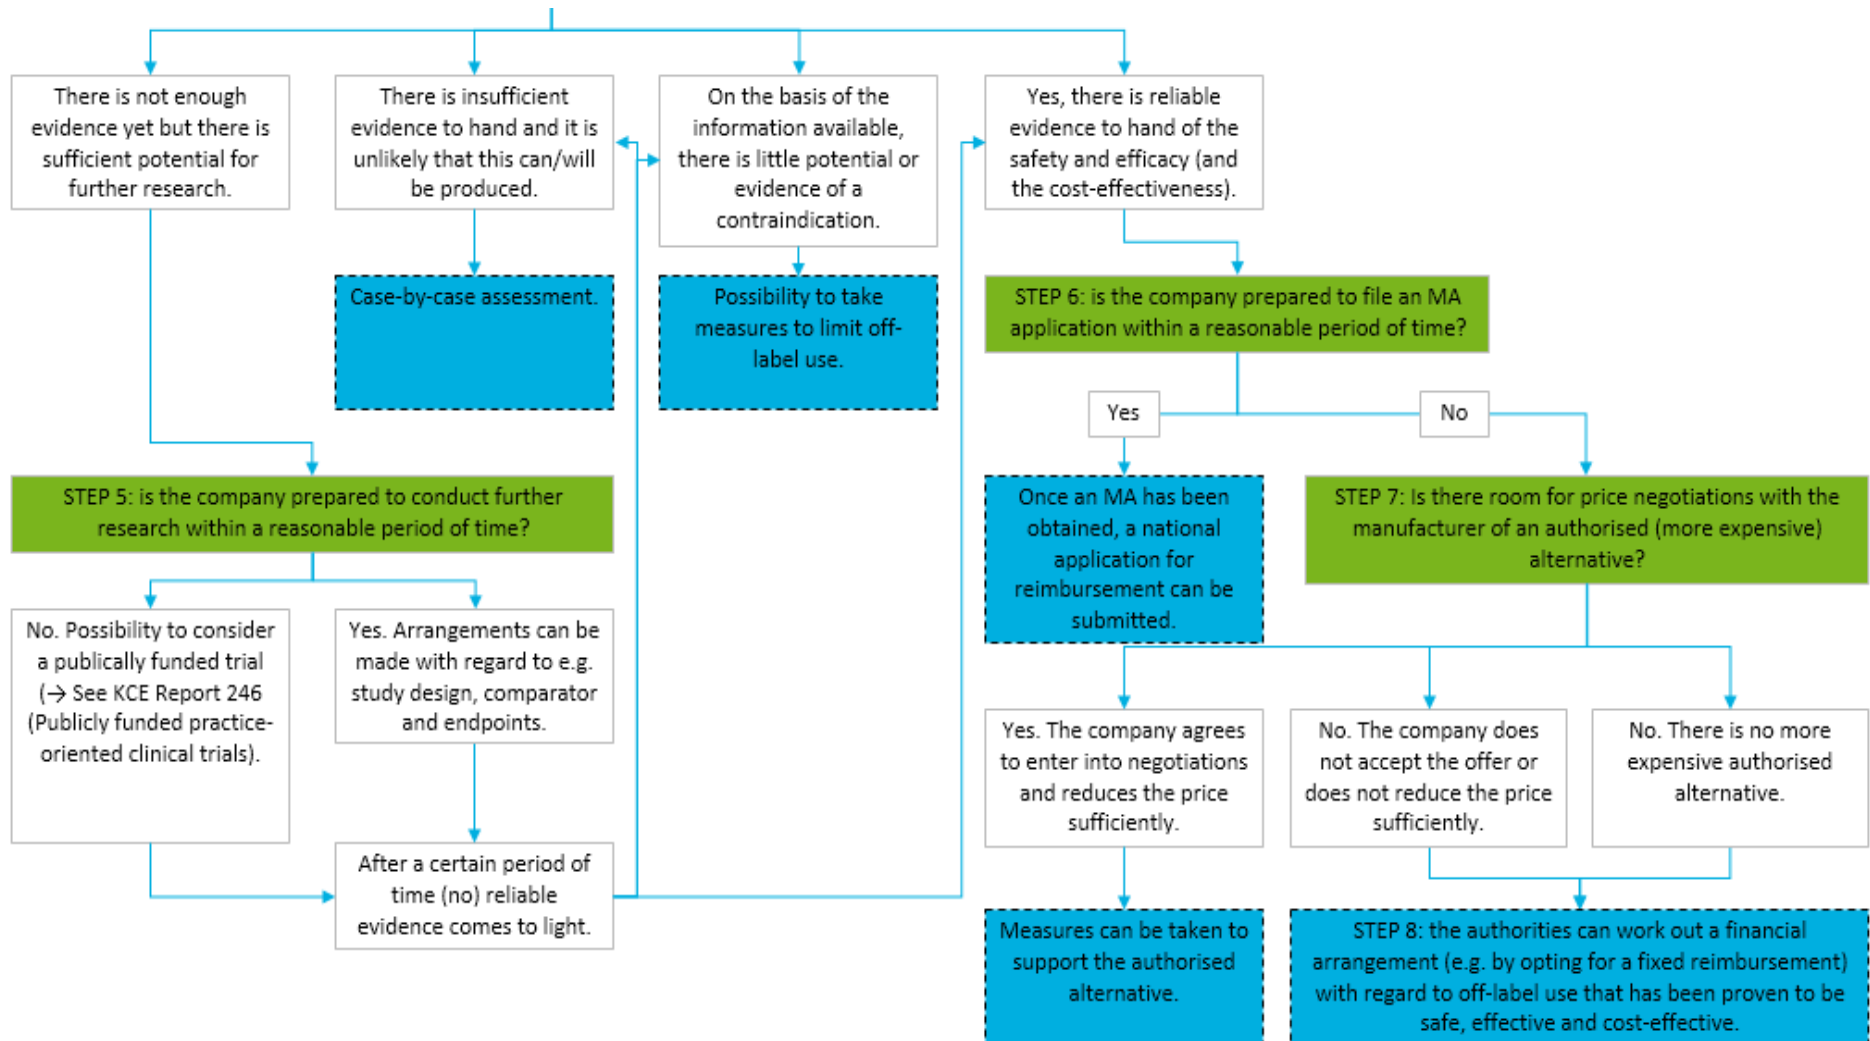 There is not enough
evidence yet but there is
sufficient potential for
further research.
There is insufficient
evidence to hand and it is
unlikely that this can/will
be produced.
On the basis of the
information available,
there is little potential or
evidence of a
contraindication.
Yes, there is reliable
evidence to hand of the
safety and efficacy (and
the cost-effectiveness).
Case-by-case assessment.
Possibility to take
measures to limit off-
label use.
STEP 6: is the company prepared to file an MA
application within a reasonable period of time?
Yes
No
STEP 5: is the company prepared to conduct further
research within a reasonable period of time?
Once an MA has been
obtained, a national
application for
reimbursement can be
submitted.
STEP 7: Is there room for price negotiations with the
manufacturer of an authorised (more expensive)
alternative?
No. Possibility to consider
a publically funded trial
(→ See KCE Report 246
(Publicly funded practice-
oriented clinical trials).
Yes. Arrangements can be
made with regard to e.g.
study design, comparator
and endpoints.
Yes. The company agrees
to enter into negotiations
and reduces the price
sufficiently.
No. The company does
not accept the offer or
does not reduce the price
sufficiently.
No. There is no more
expensive authorised
alternative.
After a certain period of
time (no) reliable
evidence comes to light.
Measures can be taken to
support the authorised
alternative.
STEP 8: the authorities can work out a financial
arrangement (e.g. by opting for a fixed reimbursement)
with regard to off-label use that has been proven to be
safe, effective and cost-effective.